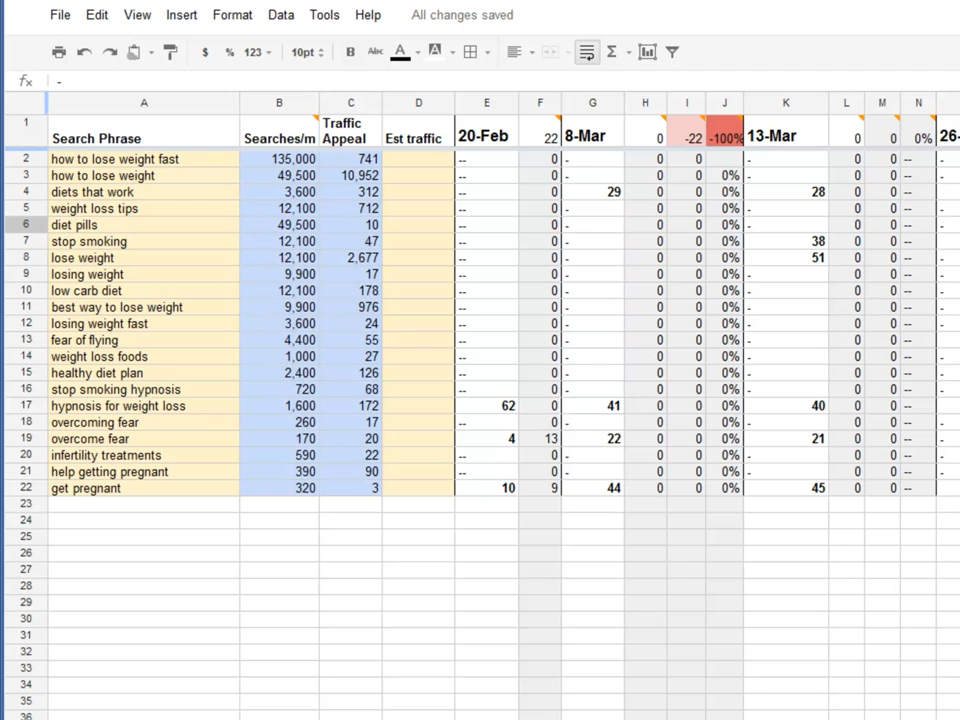 File Edit View Insert Format Data Tools Help All changes saved
$ % 123 10pt B Abc A A Σ
fx -
A B C D E F G H I J K L M N
1 Search Phrase Searches/m Traffic Appeal Est traffic 20-Feb 22 8-Mar 0 -22 -100% 13-Mar 0 0 0% 26-
2 how to lose weight fast 135,000 741 -- 0 - 0 0 - 0 0 -- -
3 how to lose weight 49,500 10,952 -- 0 - 0 0 0% - 0 0 -- -
4 diets that work 3,600 312 -- 0 29 0 0 0% 28 0 0 --
5 weight loss tips 12,100 712 -- 0 - 0 0 0% - 0 0 -- -
6 diet pills 49,500 10 -- 0 - 0 0 0% - 0 0 -- -
7 stop smoking 12,100 47 -- 0 - 0 0 0% 38 0 0 --
8 lose weight 12,100 2,677 -- 0 - 0 0 0% 51 0 0 --
9 losing weight 9,900 17 -- 0 - 0 0 0% - 0 0 -- -
10 low carb diet 12,100 178 -- 0 - 0 0 0% - 0 0 -- -
11 best way to lose weight 9,900 976 -- 0 - 0 0 0% - 0 0 -- -
12 losing weight fast 3,600 24 -- 0 - 0 0 0% - 0 0 -- -
13 fear of flying 4,400 55 -- 0 - 0 0 0% - 0 0 -- -
14 weight loss foods 1,000 27 -- 0 - 0 0 0% - 0 0 -- -
15 healthy diet plan 2,400 126 -- 0 - 0 0 0% - 0 0 -- -
16 stop smoking hypnosis 720 68 -- 0 - 0 0 0% - 0 0 -- -
17 hypnosis for weight loss 1,600 172 62 0 41 0 0 0% 40 0 0 --
18 overcoming fear 260 17 -- 0 - 0 0 0% - 0 0 -- -
19 overcome fear 170 20 4 13 22 0 0 0% 21 0 0 --
20 infertility treatments 590 22 -- 0 - 0 0 0% - 0 0 -- -
21 help getting pregnant 390 90 -- 0 - 0 0 0% - 0 0 -- -
22 get pregnant 320 3 10 9 44 0 0 0% 45 0 0 -- -
23
24
25
26
27
28
29
30
31
32
33
34
35
36